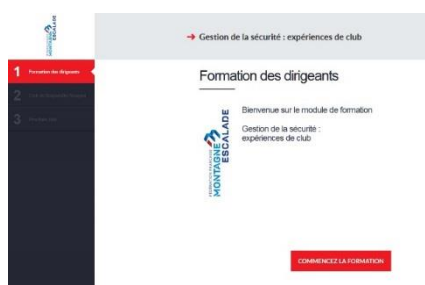 → Gestion de la sécurité : expériences de club
1 Formation des dirigeants
2
3
Formation des dirigeants
Bienvenue sur le module de formation
Gestion de la sécurité :
expériences de club
MONTAGNE
ESCALADE
COMMENCEZ LA FORMATION